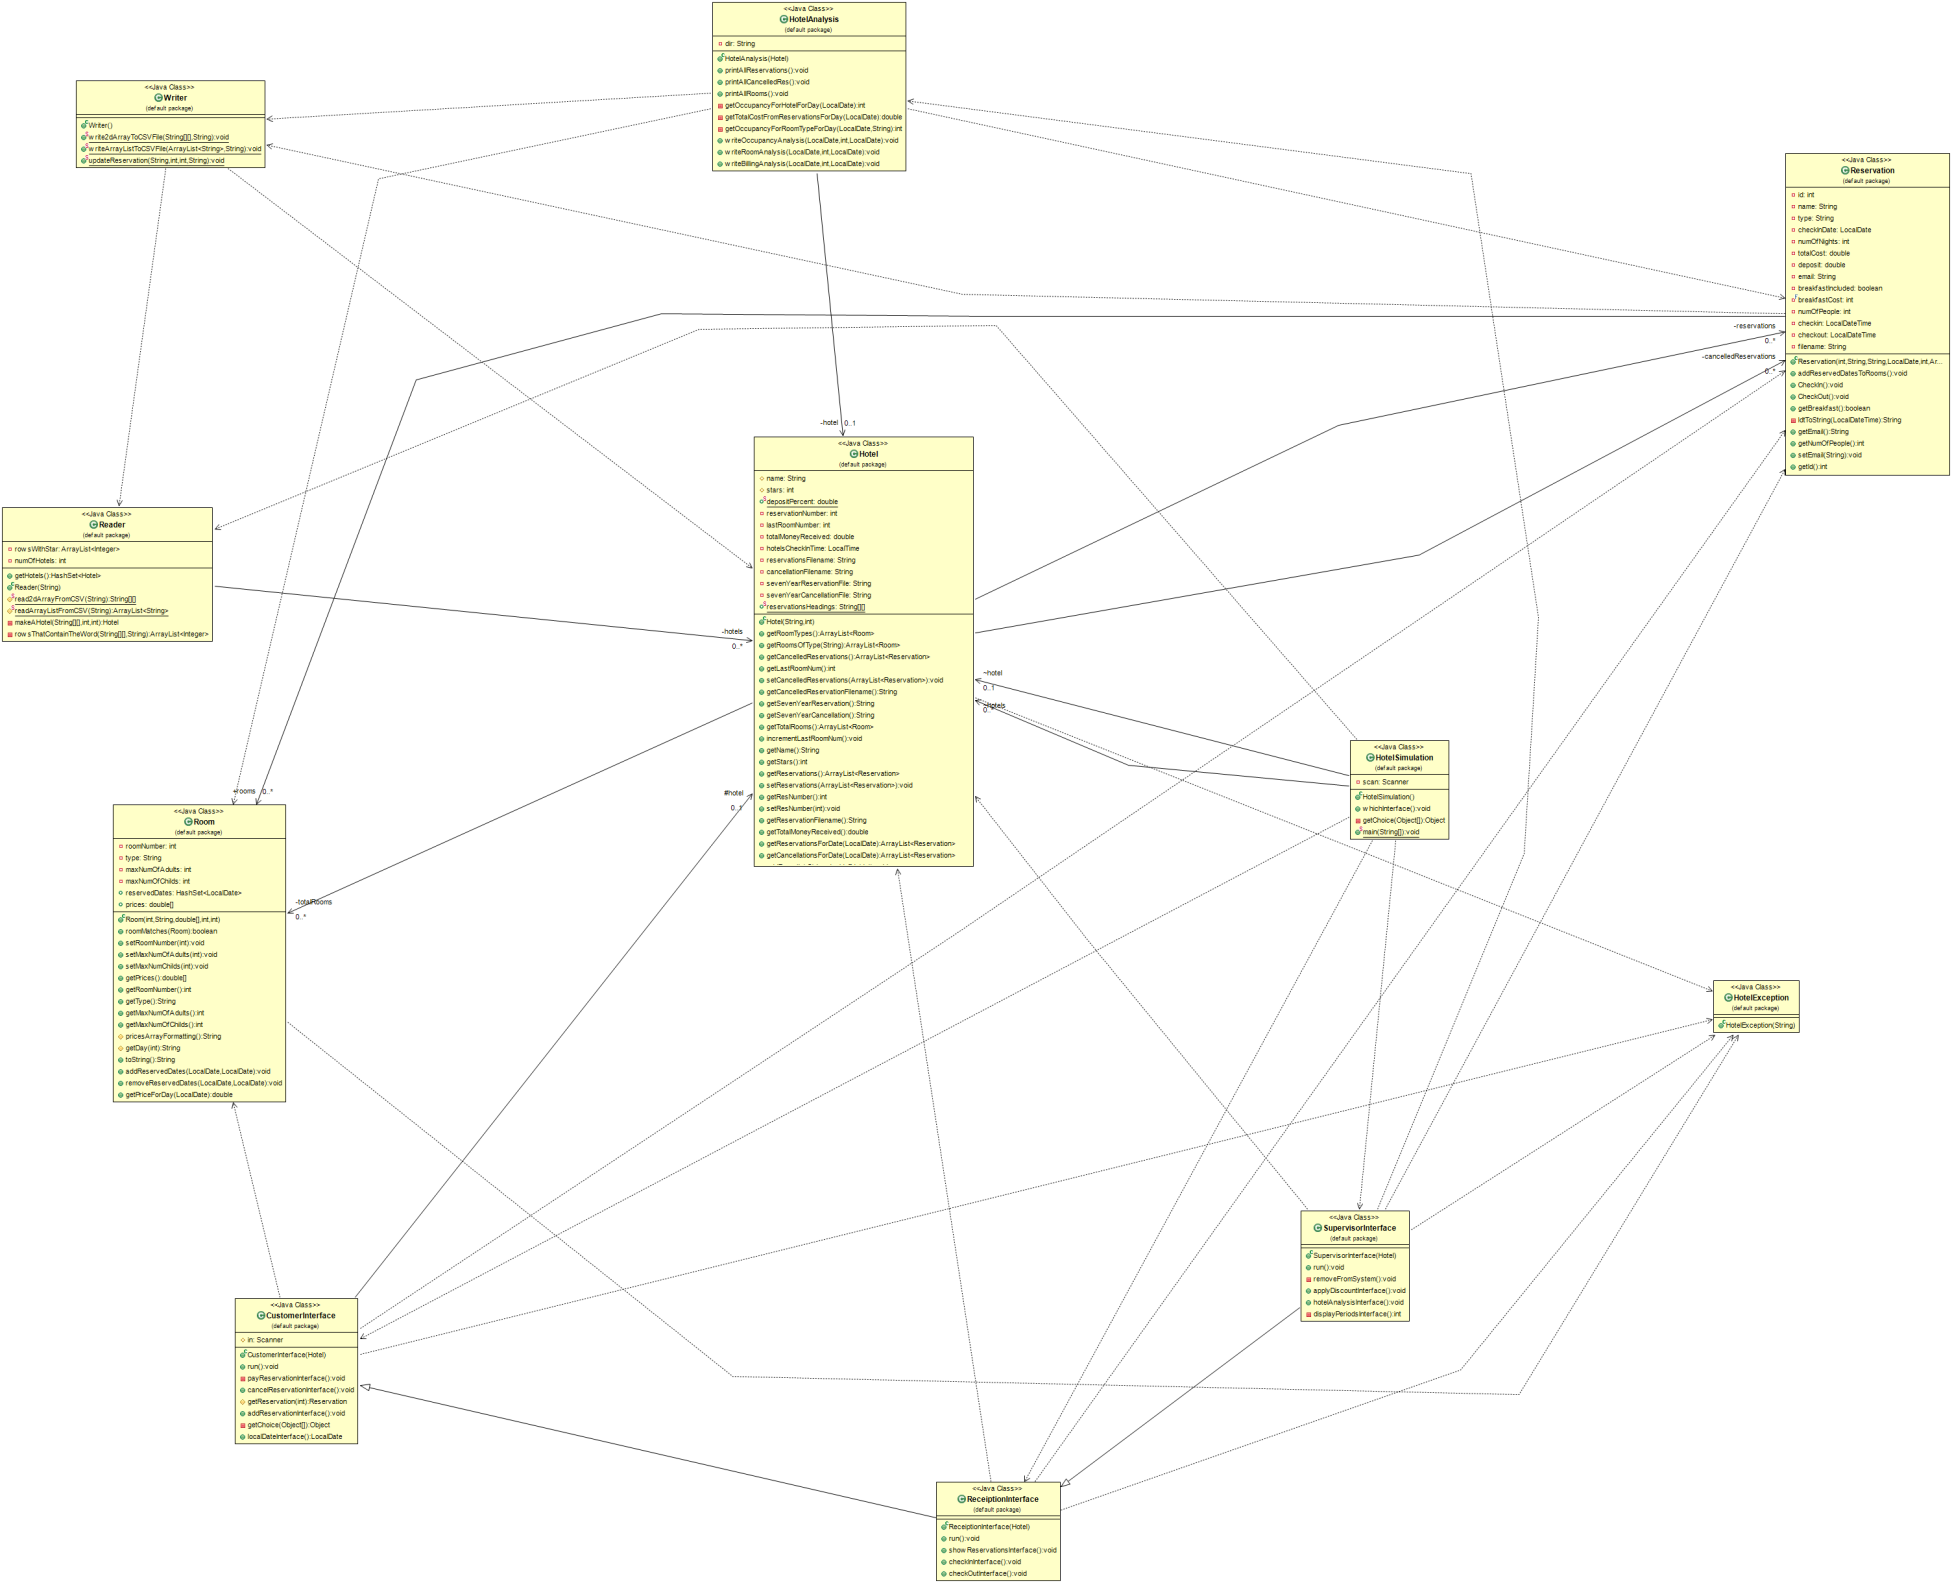 <<Java Class>>
HotelAnalysis
(default package)
dir: String
HotelAnalysis(Hotel)
printAllReservations():void
printAllCancelledRes():void
printAllRooms():void
getOccupancyForHotelForDay(LocalDate):int
getTotalCostFromReservationsForDay(LocalDate):double
getOccupancyForRoomTypeForDay(LocalDate,String):int
writeOccupancyAnalysis(LocalDate,int,LocalDate):void
writeRoomAnalysis(LocalDate,int,LocalDate):void
writeBillingAnalysis(LocalDate,int,LocalDate):void
<<Java Class>>
Writer
(default package)
Writer()
write2dArrayToCSVFile(String[][],String):void
writeArrayListToCSVFile(ArrayList<String>,String):void
updateReservation(String,int,int,String):void
<<Java Class>>
Reservation
(default package)
id: int
name: String
type: String
checkInDate: LocalDate
numOfNights: int
totalCost: double
deposit: double
email: String
breakfastIncluded: boolean
breakfastCost: int
numOfPeople: int
checkin: LocalDateTime
checkout: LocalDateTime
filename: String
Reservation(int,String,String,LocalDate,int,Ar...
addReservedDatesToRooms():void
CheckIn():void
CheckOut():void
getBreakfast():boolean
ldtToString(LocalDateTime):String
getEmail():String
getNumOfPeople():int
setEmail(String):void
getId():int
-reservations
0..*
-cancelledReservations
0..*
-hotel
0..1
<<Java Class>>
Hotel
(default package)
name: String
stars: int
depositPercent: double
reservationNumber: int
lastRoomNumber: int
totalMoneyReceived: double
hotelsCheckInTime: LocalTime
reservationsFilename: String
cancellationFilename: String
sevenYearReservationFile: String
sevenYearCancellationFile: String
reservationsHeadings: String[][]
Hotel(String,int)
getRoomTypes():ArrayList<Room>
getRoomsOfType(String):ArrayList<Room>
getCancelledReservations():ArrayList<Reservation>
getLastRoomNum():int
setCancelledReservations(ArrayList<Reservation>):void
getCancelledReservationFilename():String
getSevenYearReservation():String
getSevenYearCancellation():String
getTotalRooms():ArrayList<Room>
incrementLastRoomNum():void
getName():String
getStars():int
getReservations():ArrayList<Reservation>
setReservations(ArrayList<Reservation>):void
getResNumber():int
setResNumber(int):void
getReservationFilename():String
getTotalMoneyReceived():double
getReservationsForDate(LocalDate):ArrayList<Reservation>
getCancellationsForDate(LocalDate):ArrayList<Reservation>
<<Java Class>>
Reader
(default package)
rowsWithStar: ArrayList<Integer>
numOfHotels: int
getHotels():HashSet<Hotel>
Reader(String)
read2dArrayFromCSV(String):String[][]
readArrayListFromCSV(String):ArrayList<String>
makeAHotel(String[][],int,int):Hotel
rowsThatContainTheWord(String[][],String):ArrayList<Integer>
-hotels
0..*
~hotel
0..1
~hotels
0..*
<<Java Class>>
HotelSimulation
(default package)
scan: Scanner
HotelSimulation()
whichInterface():void
getChoice(Object[]):Object
main(String[]):void
#hotel
0..1
0..*
<<Java Class>>
Room
(default package)
roomNumber: int
type: String
maxNumOfAdults: int
maxNumOfChilds: int
reservedDates: HashSet<LocalDate>
prices: double[]
Room(int,String,double[],int,int)
roomMatches(Room):boolean
setRoomNumber(int):void
setMaxNumOfAdults(int):void
setMaxNumChilds(int):void
getPrices():double[]
getRoomNumber():int
getType():String
getMaxNumOfAdults():int
getMaxNumOfChilds():int
pricesArrayFormatting():String
getDay(int):String
toString():String
addReservedDates(LocalDate,LocalDate):void
removeReservedDates(LocalDate,LocalDate):void
getPriceForDay(LocalDate):double
-totalRooms
0..*
<<Java Class>>
HotelException
(default package)
HotelException(String)
<<Java Class>>
SupervisorInterface
(default package)
SupervisorInterface(Hotel)
run():void
removeFromSystem():void
applyDiscountInterface():void
hotelAnalysisInterface():void
displayPeriodsInterface():int
<<Java Class>>
CustomerInterface
(default package)
in: Scanner
CustomerInterface(Hotel)
run():void
payReservationInterface():void
cancelReservationInterface():void
getReservation(int):Reservation
addReservationInterface():void
getChoice(Object[]):Object
localDateInterface():LocalDate
<<Java Class>>
ReceiptionInterface
(default package)
ReceiptionInterface(Hotel)
run():void
showReservationsInterface():void
checkInInterface():void
checkOutInterface():void